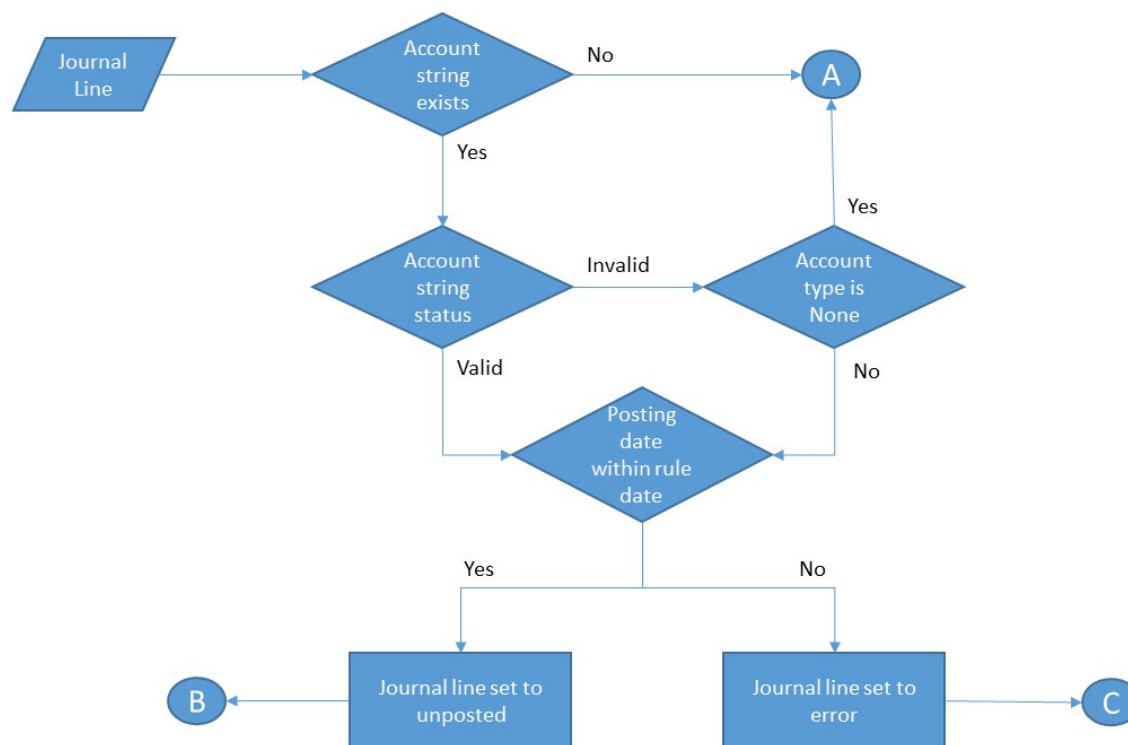 Journal
Line
Account
string
exists
No
A
Yes
Yes
Account
string
status
Invalid
Account
type is
None
Valid
No
Posting
date
within rule
date
Yes
No
B
Journal line set to
unposted
Journal line set to
error
C